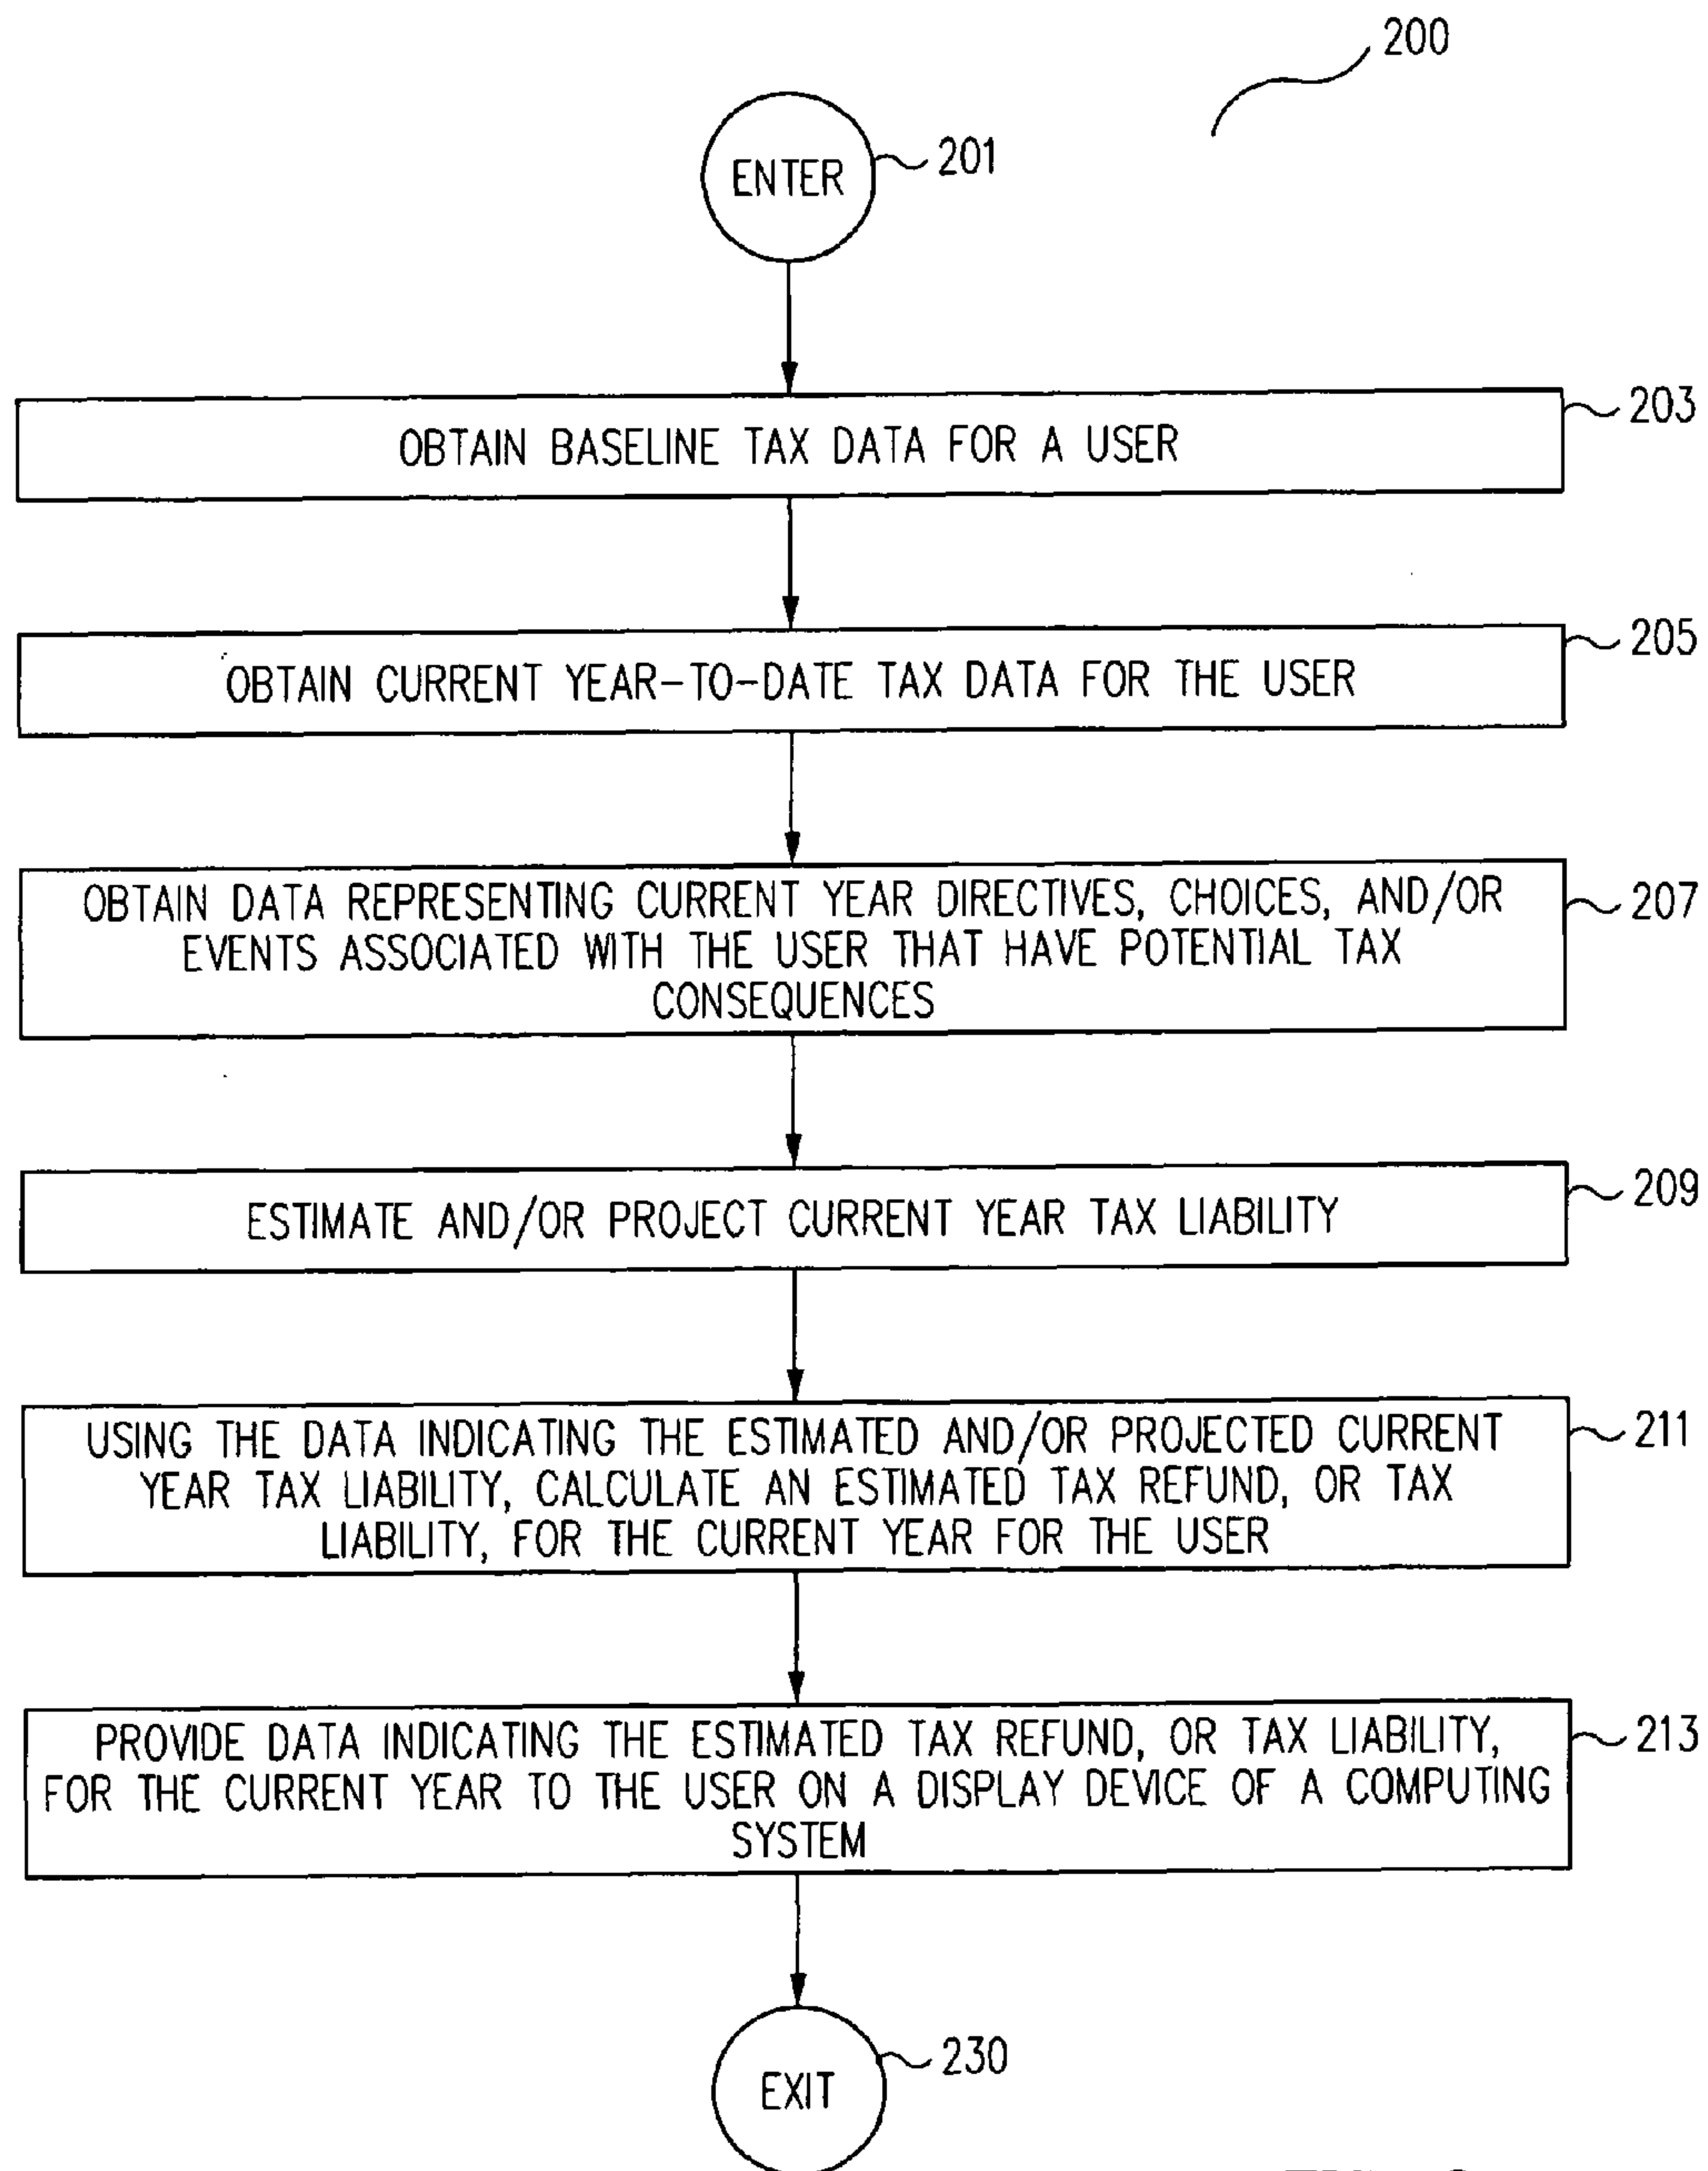 200
ENTER
201
203
OBTAIN BASELINE TAX DATA FOR A USER
205
OBTAIN CURRENT YEAR-TO-DATE TAX DATA FOR THE USER
OBTAIN DATA REPRESENTING CURRENT YEAR DIRECTIVES, CHOICES, AND/OR
207
EVENTS ASSOCIATED WITH THE USER THAT HAVE POTENTIAL TAX
CONSEQUENCES
209
ESTIMATE AND/OR PROJECT CURRENT YEAR TAX LIABILITY
USING THE DATA INDICATING THE ESTIMATED AND/OR PROJECTED CURRENT
211
YEAR TAX LIABILITY, CALCULATE AN ESTIMATED TAX REFUND, OR TAX
LIABILITY, FOR THE CURRENT YEAR FOR THE USER
PROVIDE DATA INDICATING THE ESTIMATED TAX REFUND, OR TAX LIABILITY,
213
FOR THE CURRENT YEAR TO THE USER ON A DISPLAY DEVICE OF A COMPUTING
SYSTEM
230
EXIT